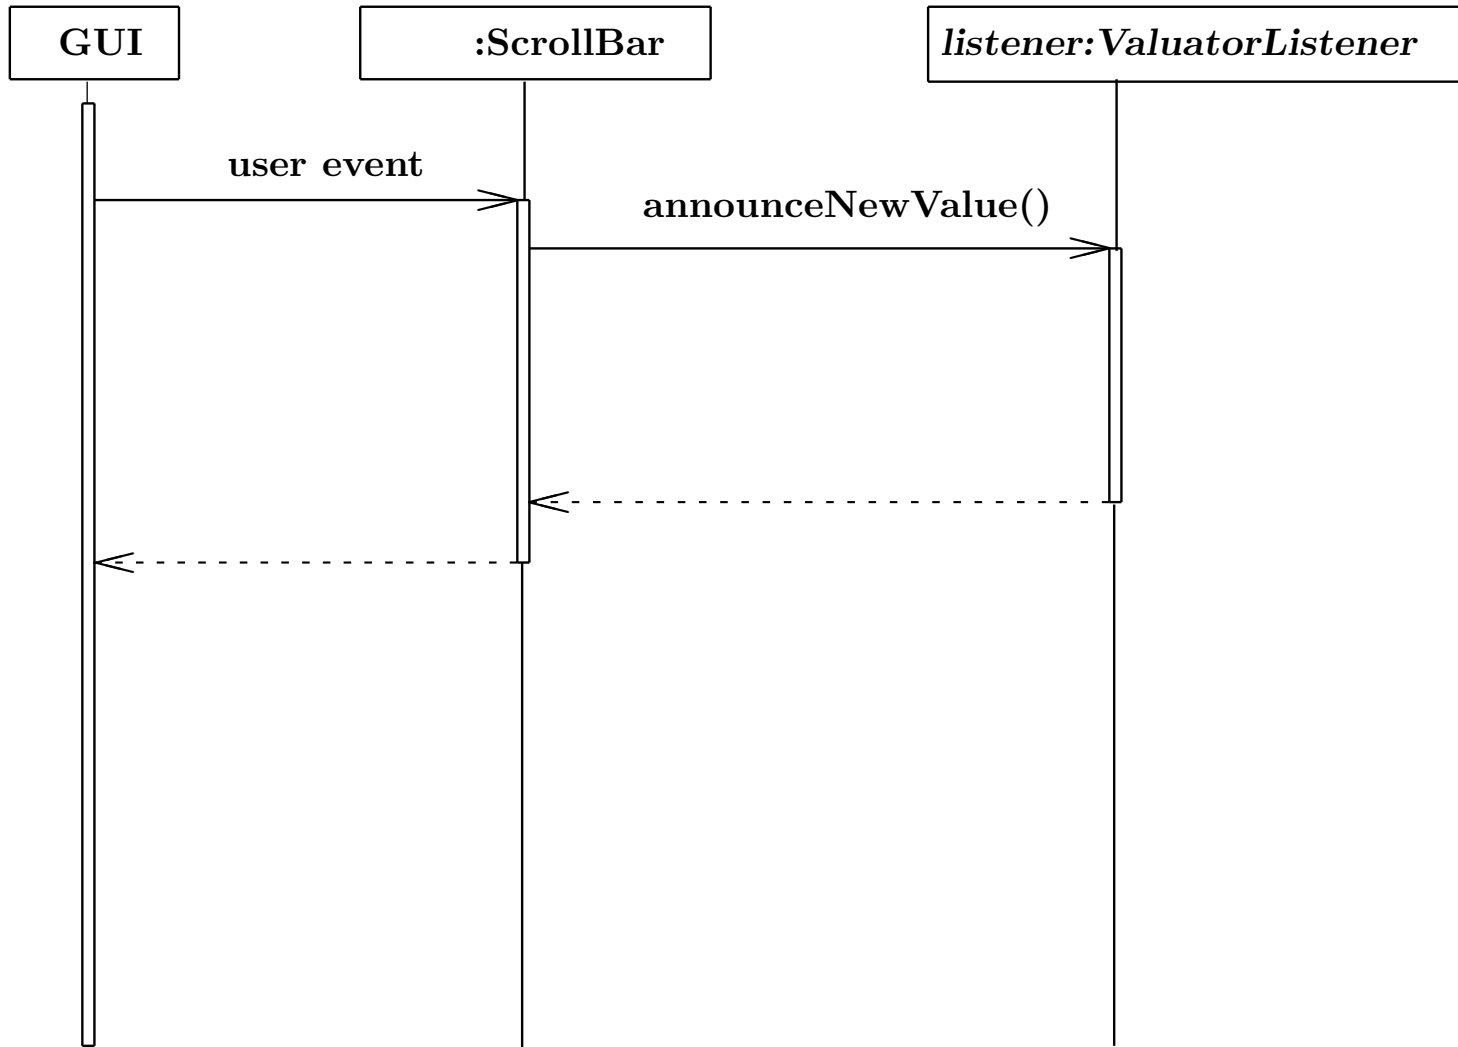 GUI
:ScrollBar
listener:ValuatorListener
user event
announceNewValue()